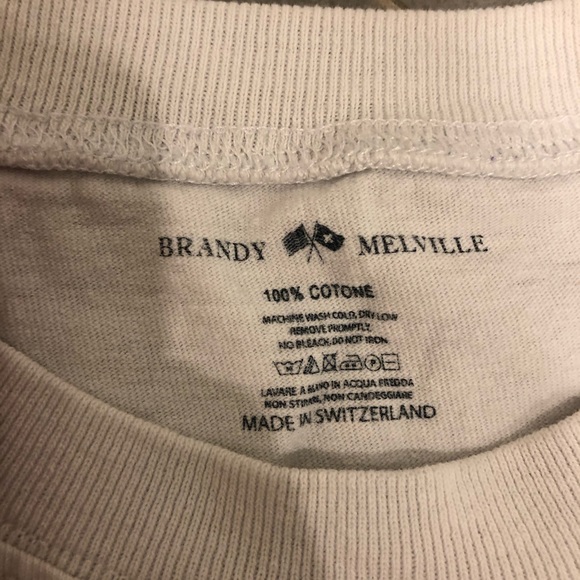 BRANDY MELVILLE
100% COTONE
MACHINE WASH COLD, DRY LOW
REMOVE PROMPTLY
NO BLEACH, DO NOT IRON
LAVARE A MANO IN ACQUA FREDDA
NON STIRARE, NON CANDEGGIARE
MADE IN SWITZERLAND